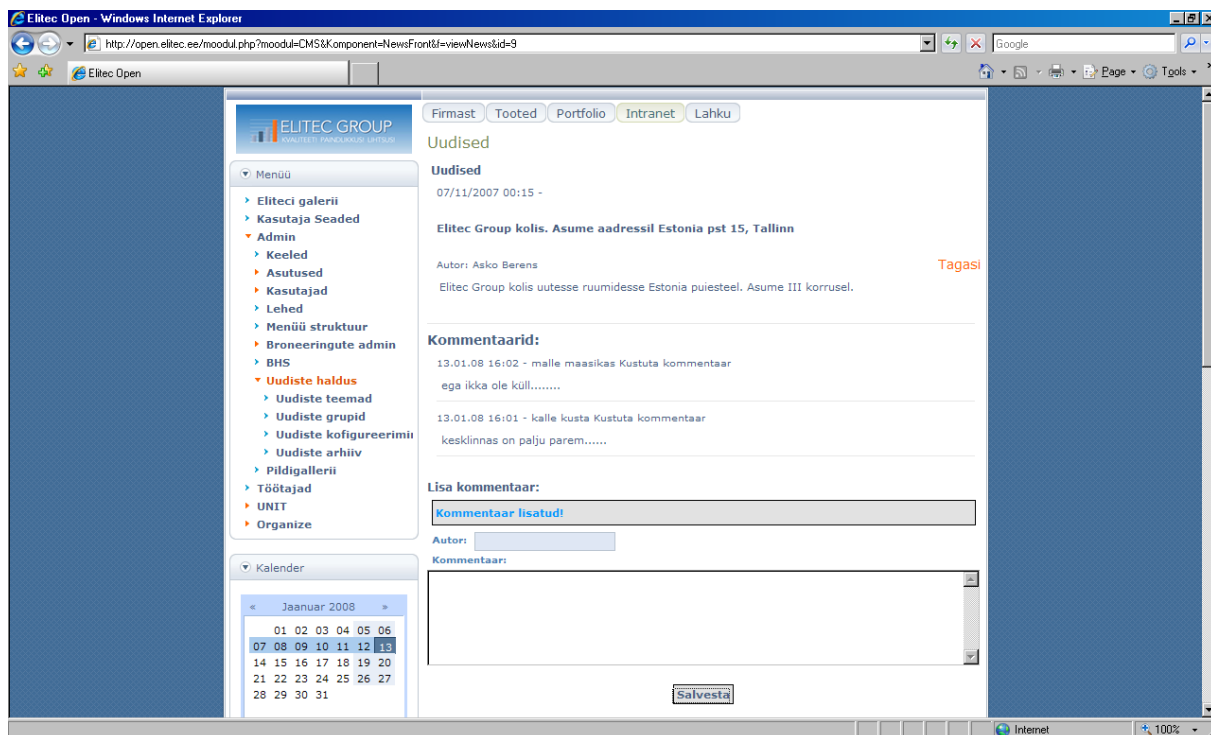 Elitec Open - Windows Internet Explorer
http://open.elitec.ee/moodul.php?moodul=CMS&Komponent=NewsFront&f=viewNews&id=9
Google
Elitec Open
Page
Tools
ELITEC GROUP
KVALITEETI PAINDLIKKUS! ÜHTSUS!
Firmast Tooted Portfolio Intranet Lahku
Menüü
Eliteci galerii
Kasutaja Seaded
Admin
Keeled
Asutused
Kasutajad
Lehed
Menüü struktuur
Broneeringute admin
BHS
Uudiste haldus
Uudiste teemad
Uudiste grupid
Uudiste kofigureerimi
Uudiste arhiiv
Pildigallerii
Töötajad
UNIT
Organize
Kalender
« Jaanuar 2008 »
01 02 03 04 05 06
07 08 09 10 11 12 13
14 15 16 17 18 19 20
21 22 23 24 25 26 27
28 29 30 31
Uudised
Uudised
07/11/2007 00:15 -
Elitec Group kolis. Asume aadressil Estonia pst 15, Tallinn
Autor: Asko Berens
Tagasi
Elitec Group kolis uutesse ruumidesse Estonia puiesteel. Asume III korrusel.
Kommentaarid:
13.01.08 16:02 - malle maasikas Kustuta kommentaar
ega ikka ole küll........
13.01.08 16:01 - kalle kusta Kustuta kommentaar
kesklinnas on palju parem......
Lisa kommentaar:
Kommentaar lisatud!
Autor:
Kommentaar:
Salvesta
Internet
100%